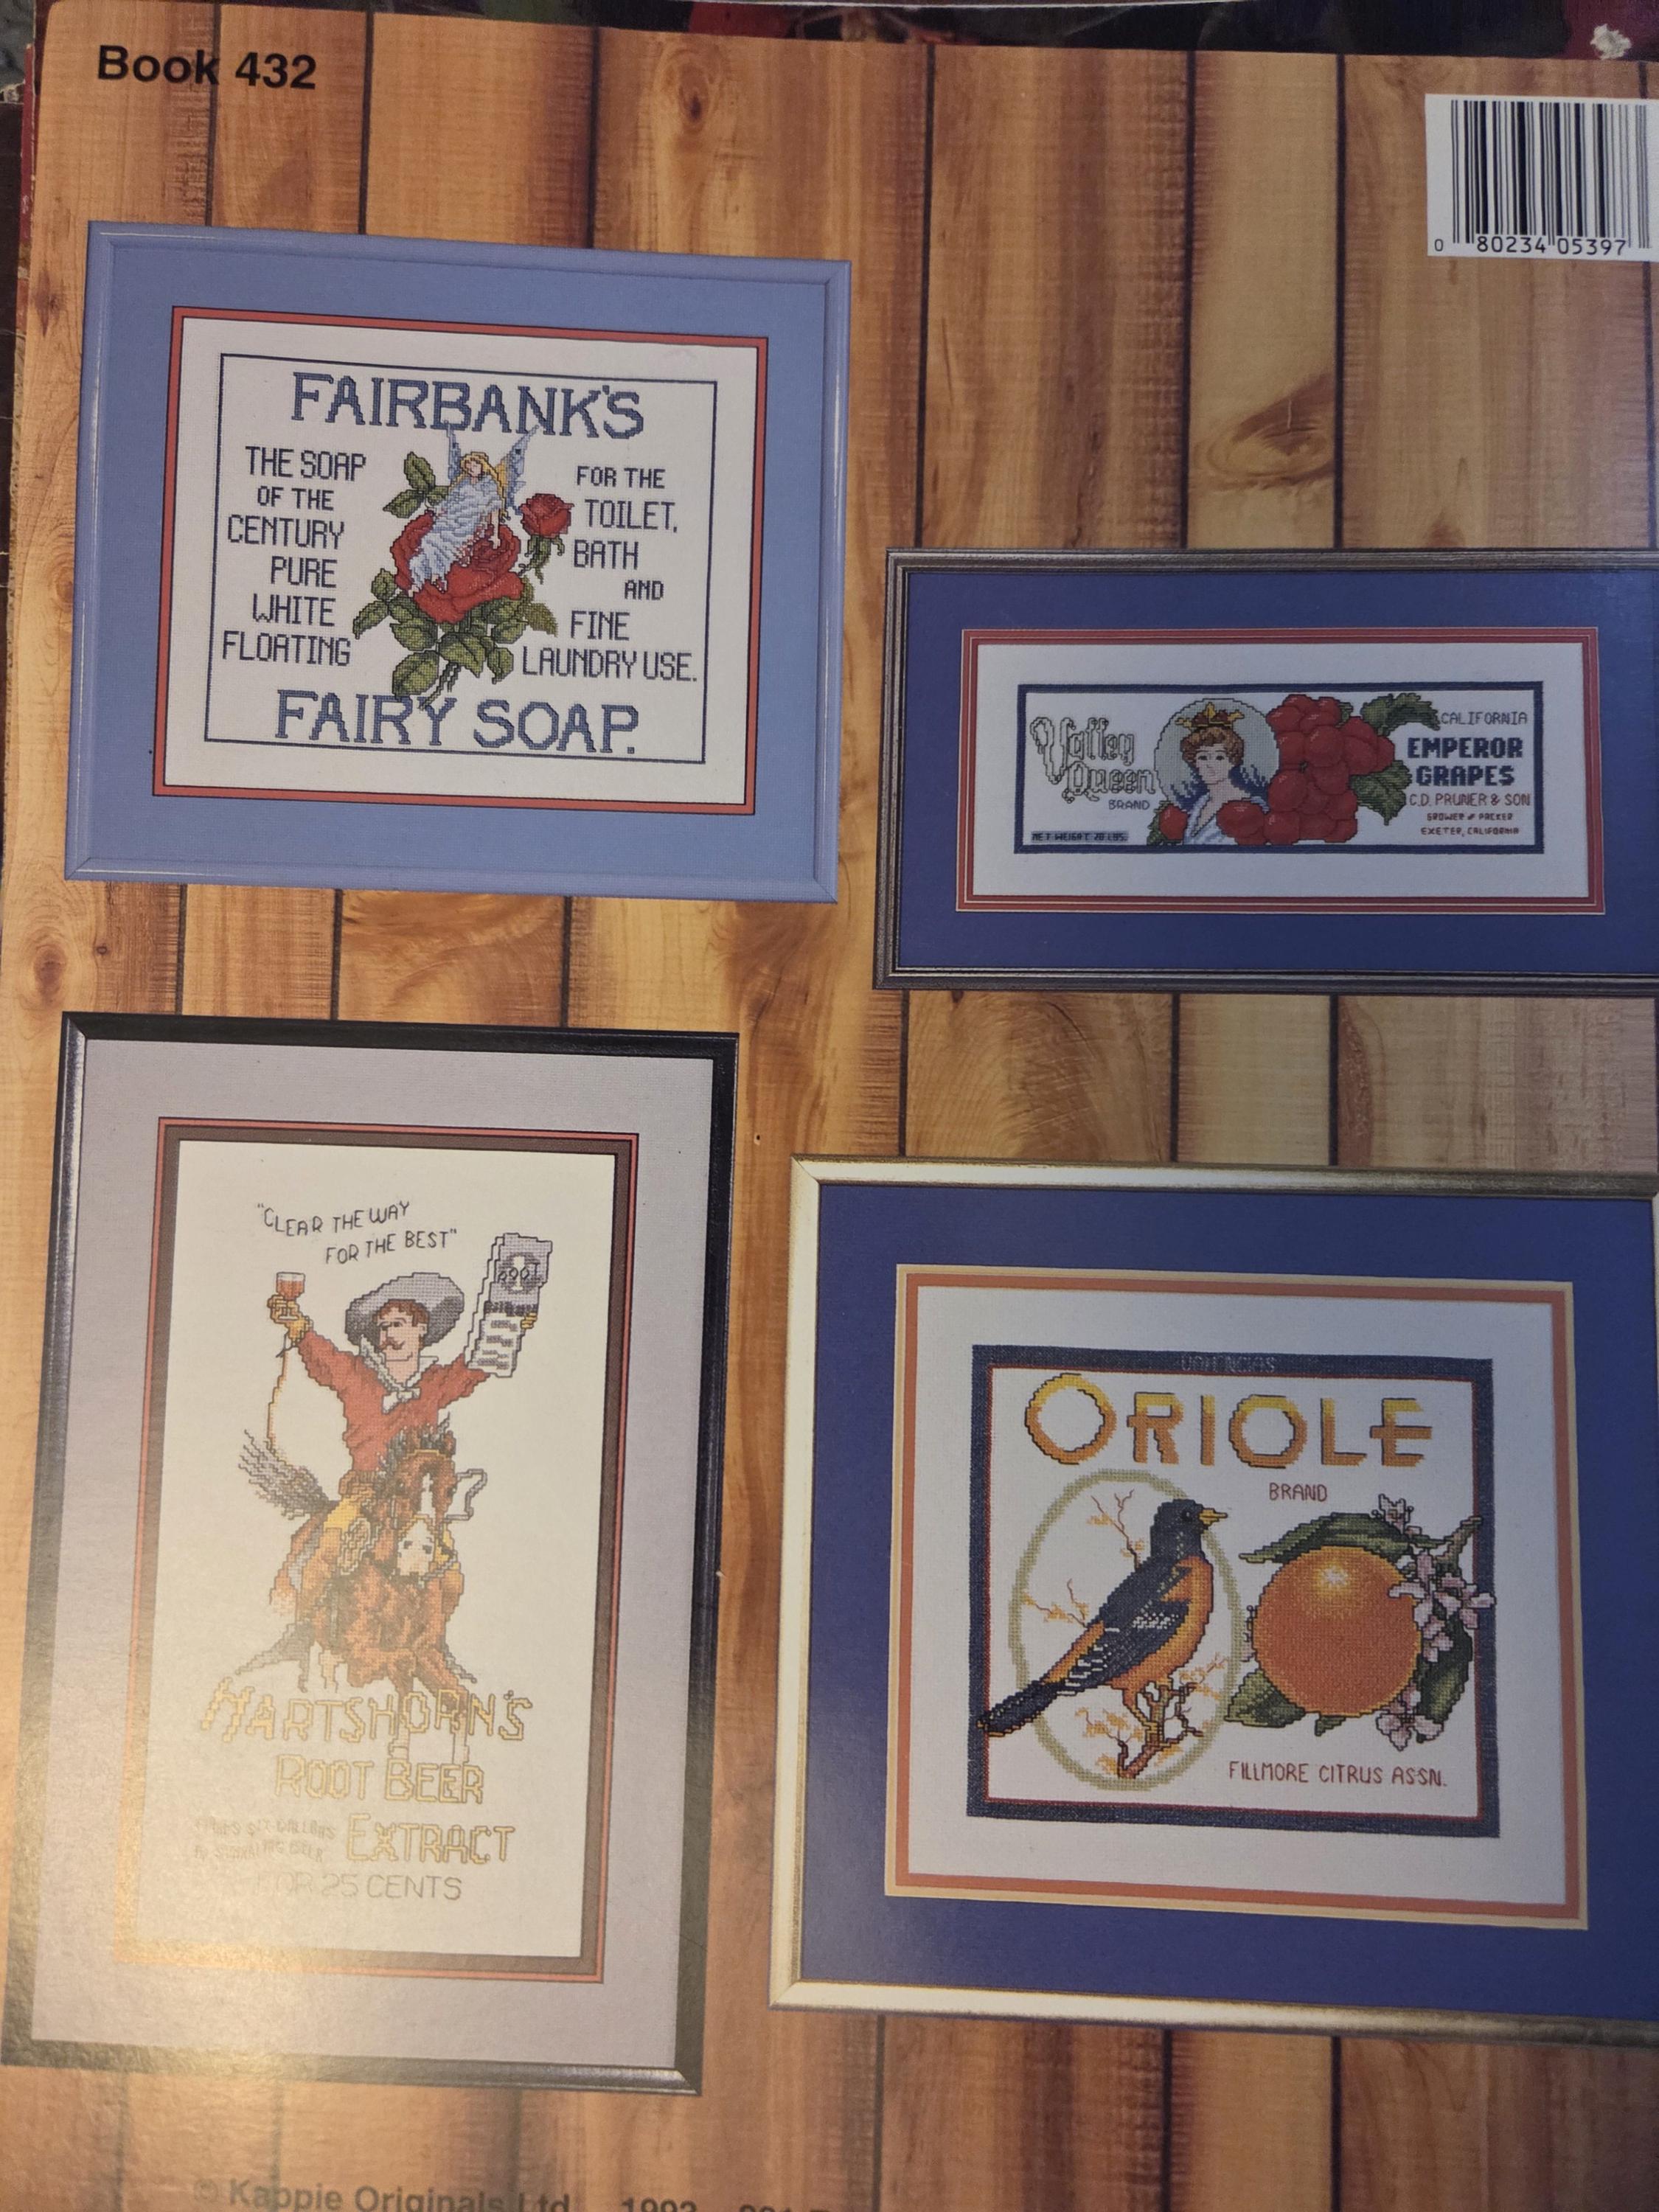 Book 432
0 80234 05397
FAIRBANK'S
THE SOAP
OF THE
CENTURY
PURE
WHITE
FLOATING
FOR THE
TOILET,
BATH
AND
FINE
LAUNDRY USE.
FAIRY SOAP.
Valley
Queen
BRAND
NET WEIGHT 28 LBS.
CALIFORNIA
EMPEROR
GRAPES
C.D. PRUNER & SON
GROWER & PACKER
EXETER, CALIFORNIA
"CLEAR THE WAY
FOR THE BEST"
ROOT
HARTSHORN'S
ROOT BEER
EXTRACT
FOR 25 CENTS
VALENCIAS
ORIOLE
BRAND
FILLMORE CITRUS ASSN.
© Kappie Originals Ltd. 1992